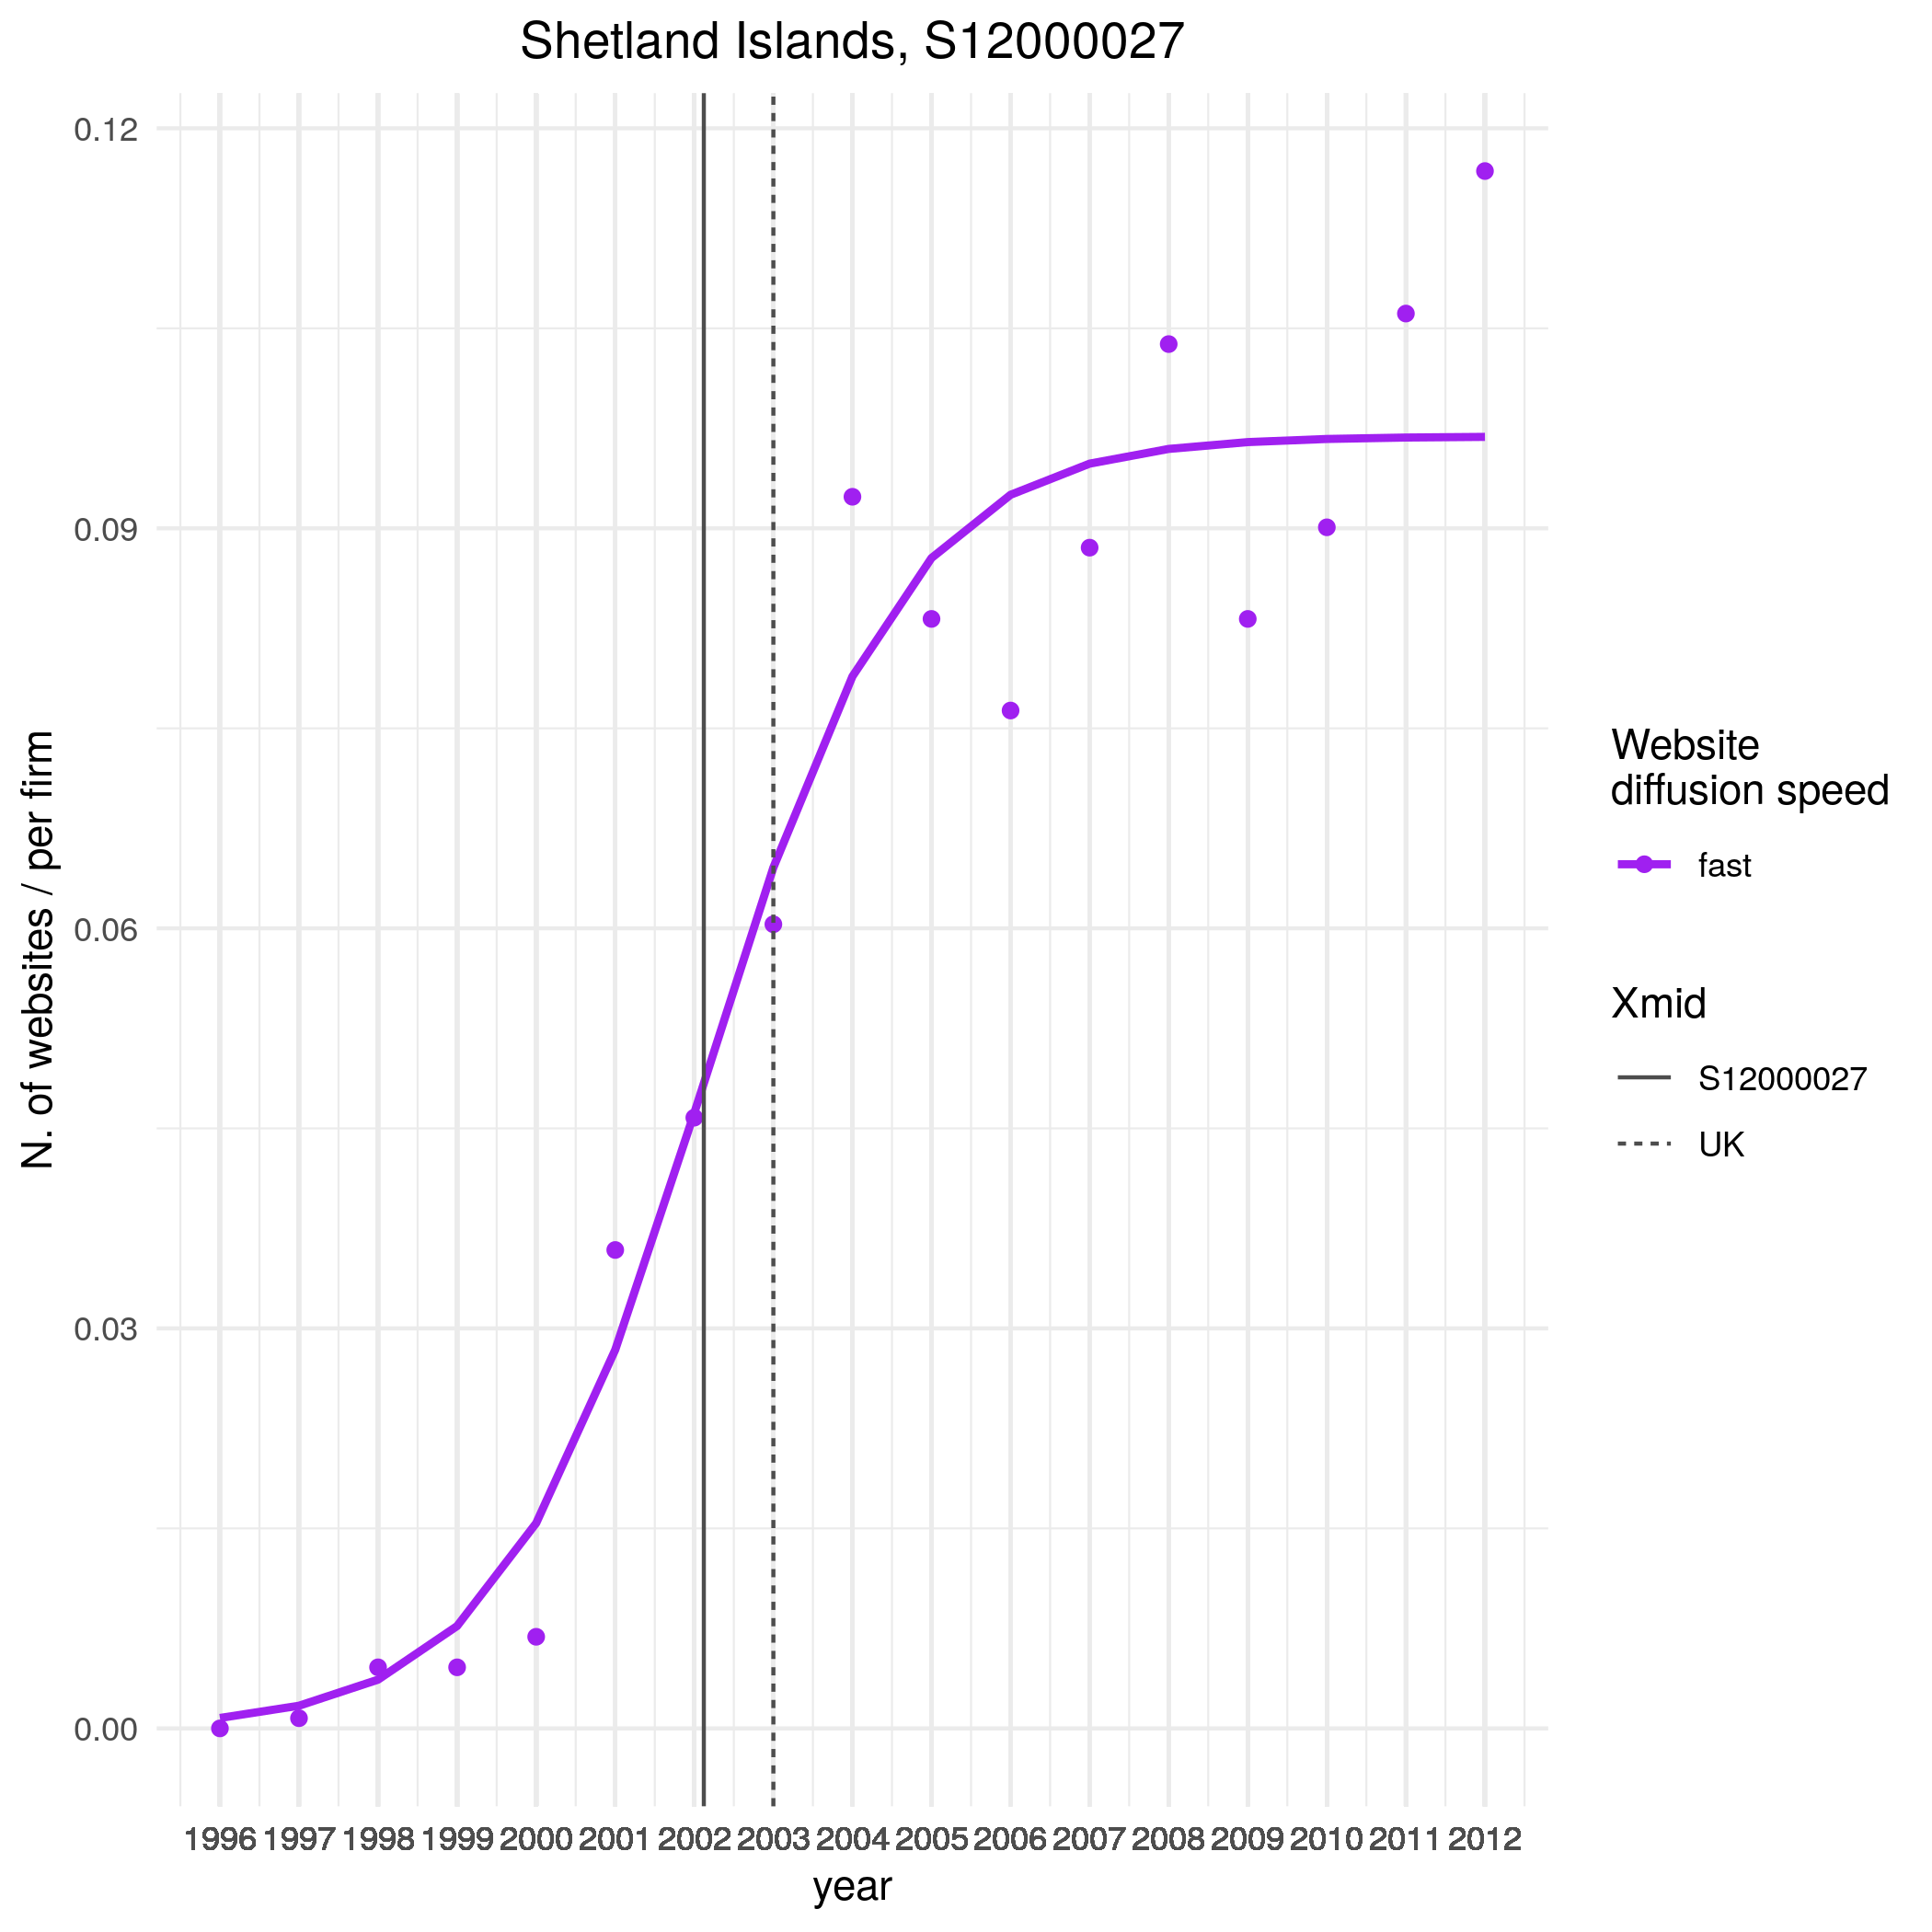 Shetland Islands, S12000027
0.12
0.09
0.06
0.03
0.00
N. of websites / per firm
1996 1997 1998 1999 2000 2001 2002 2003 2004 2005 2006 2007 2008 2009 2010 2011 2012
year
Website
diffusion speed
fast
Xmid
S12000027
UK